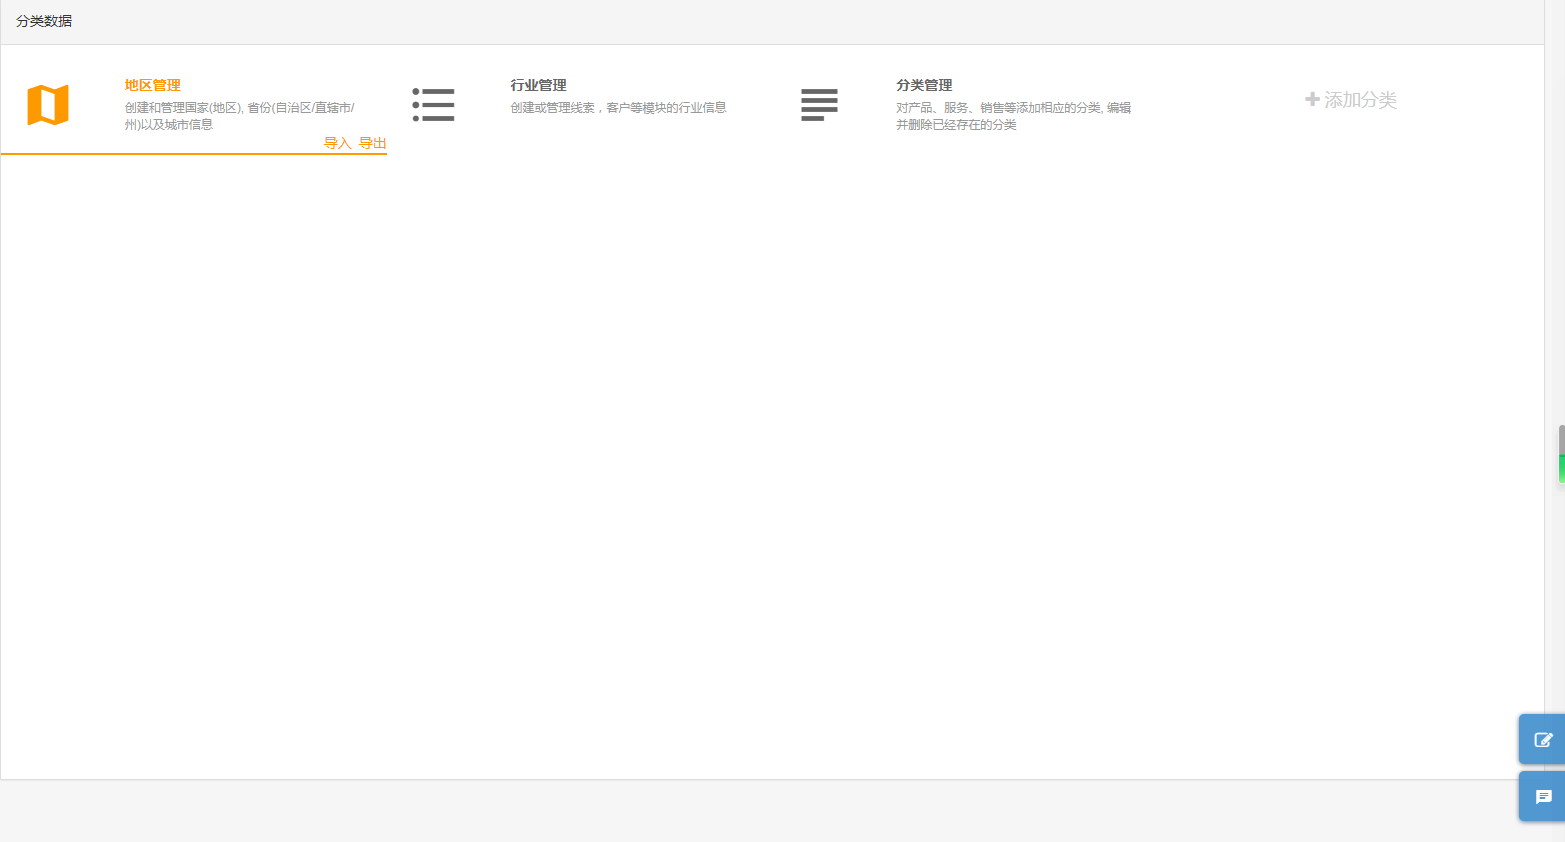 分类数据
地区管理
创建和管理国家(地区), 省份(自治区/直辖市/
州)以及城市信息
导入 导出
行业管理
创建或管理线索，客户等模块的行业信息
分类管理
对产品、服务、销售等添加相应的分类, 编辑
并删除已经存在的分类
添加分类